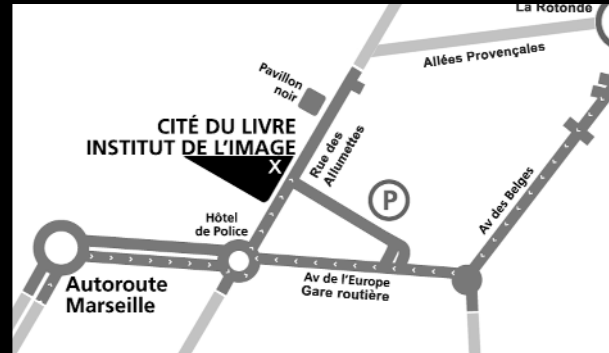 La Rotonde
Allées Provençales
Pavillon
noir
CITÉ DU LIVRE
INSTITUT DE L'IMAGE
X
Rue des
Allumettes
P
Av des Belges
Hôtel
de Police
Av de l'Europe
Gare routière
Autoroute
Marseille